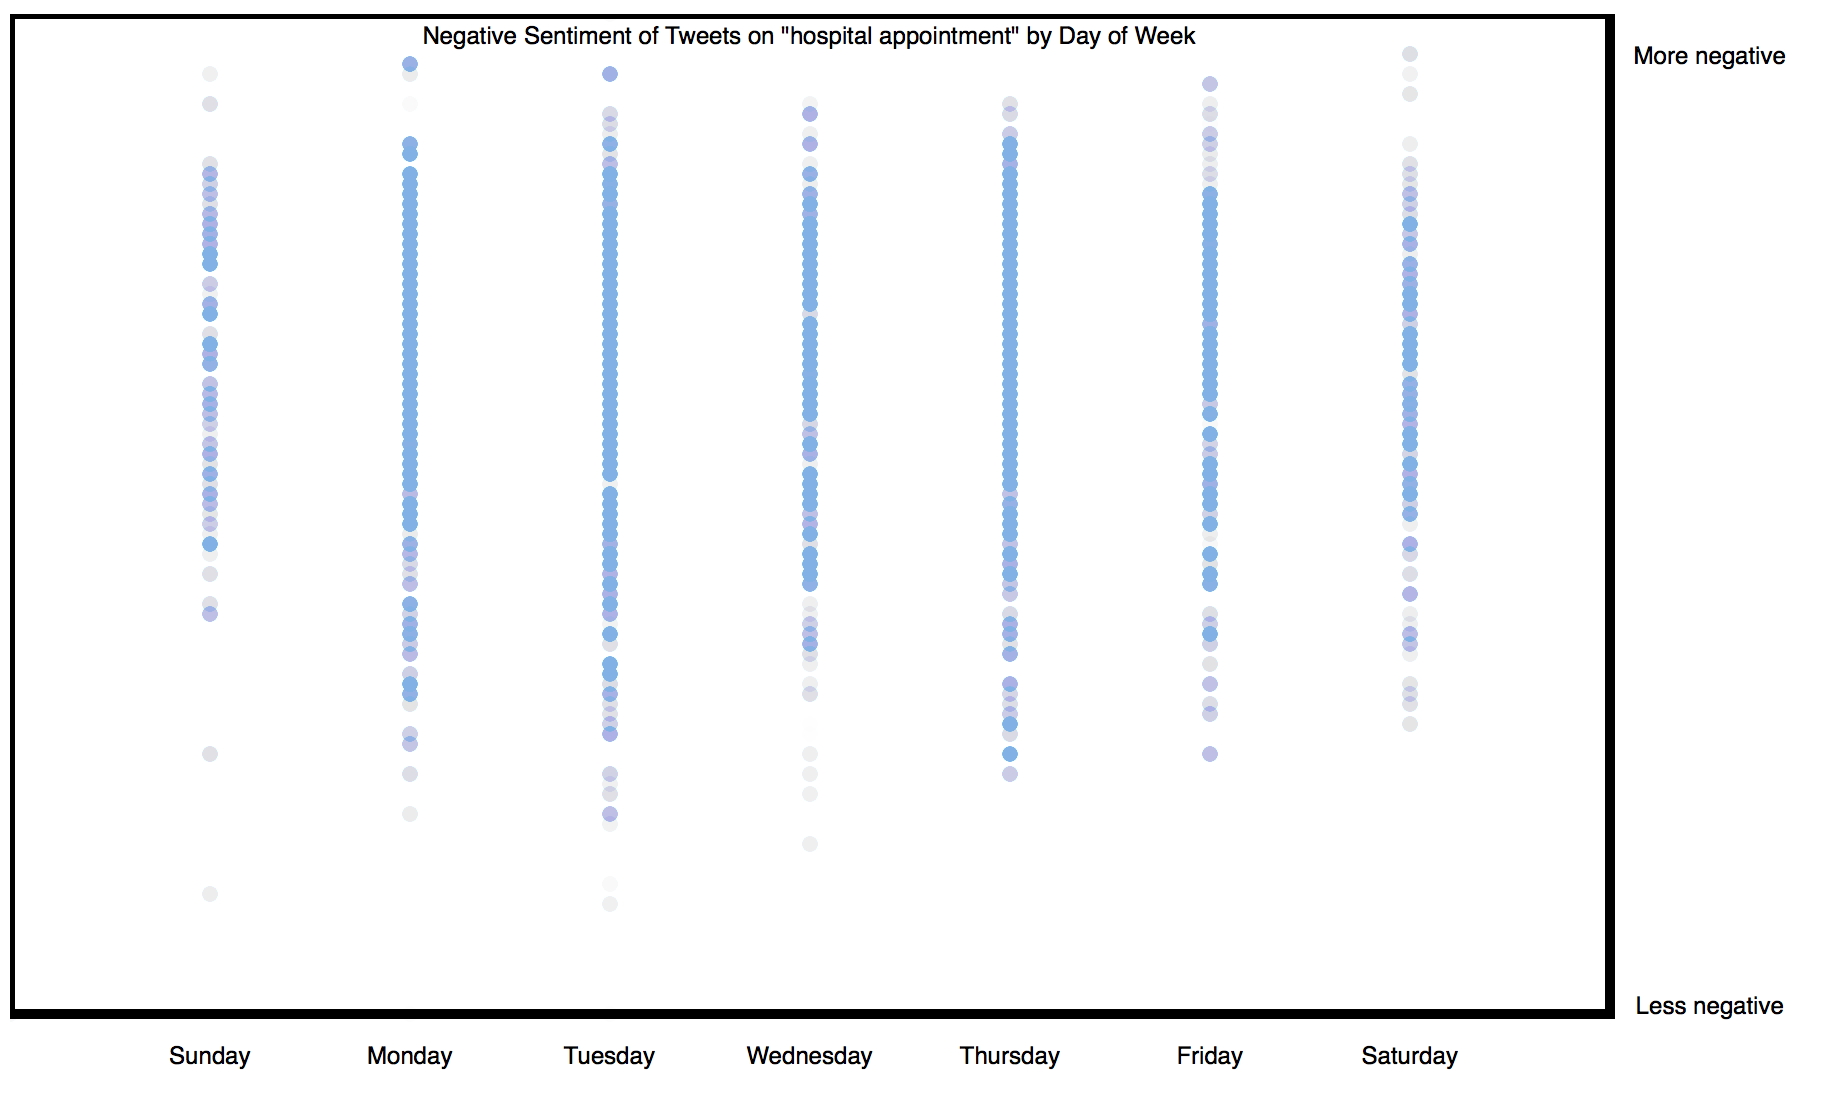 Negative Sentiment of Tweets on "hospital appointment" by Day of Week
More negative
Less negative
Sunday
Monday
Tuesday
Wednesday
Thursday
Friday
Saturday